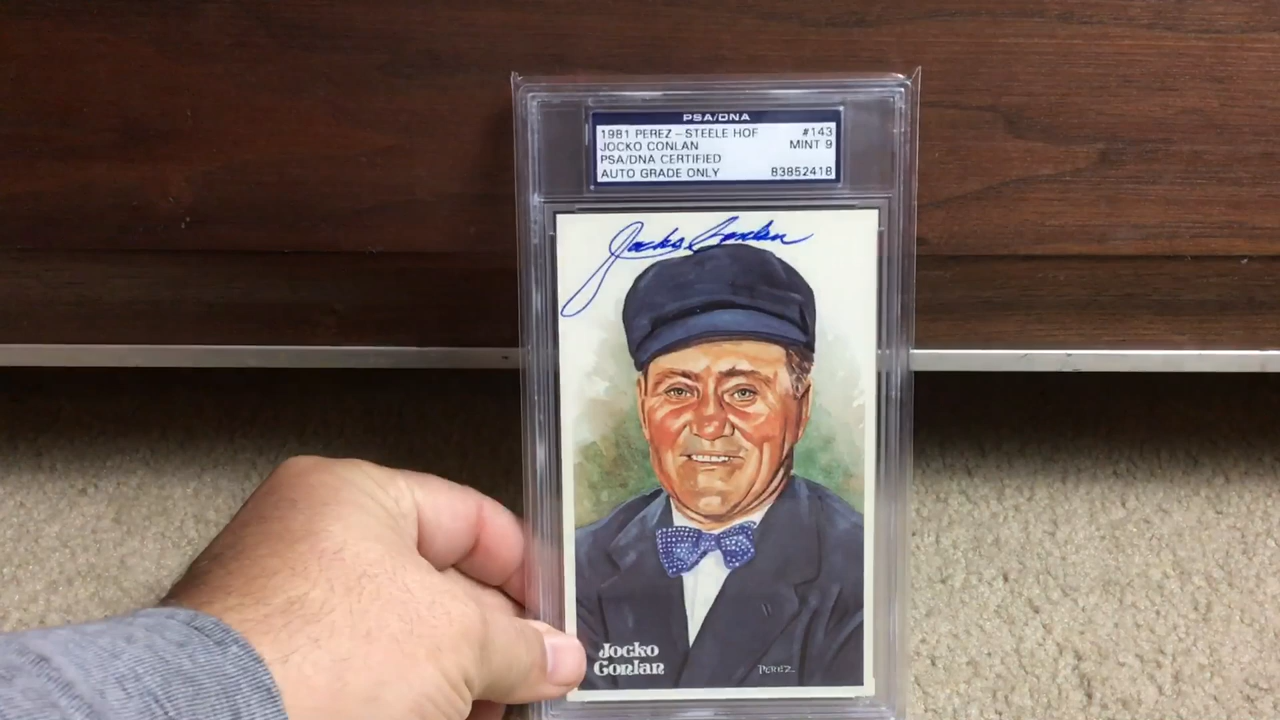 PSA/DNA
1981 PEREZ-STEELE HOF #143
JOCKO CONLAN MINT 9
PSA/DNA CERTIFIED
AUTO GRADE ONLY 83852418
Jocko Conlan
Jocko
Conlan
PEREZ